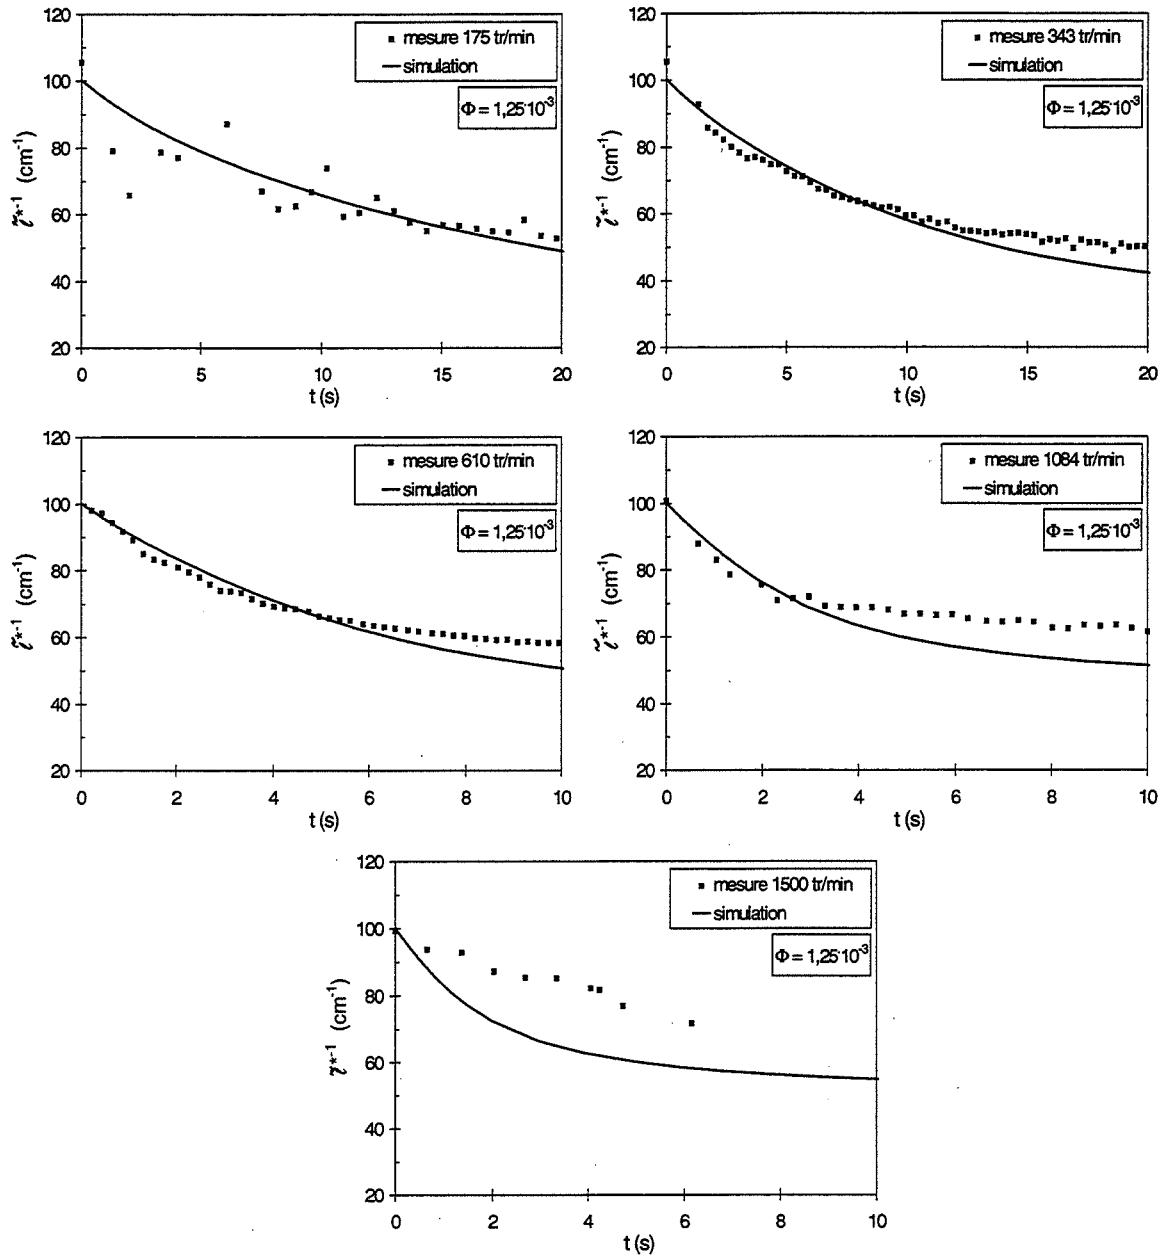 120
100
80
60
40
20
0
5
10
15
20
t (s)
ĩ*⁻¹ (cm⁻¹)
mesure 175 tr/min
simulation
Φ = 1,25·10⁻³
120
100
80
60
40
20
0
5
10
15
20
t (s)
ĩ*⁻¹ (cm⁻¹)
mesure 343 tr/min
simulation
Φ = 1,25·10⁻³
120
100
80
60
40
20
0
2
4
6
8
10
t (s)
ĩ*⁻¹ (cm⁻¹)
mesure 610 tr/min
simulation
Φ = 1,25·10⁻³
120
100
80
60
40
20
0
2
4
6
8
10
t (s)
ĩ*⁻¹ (cm⁻¹)
mesure 1084 tr/min
simulation
Φ = 1,25·10⁻³
120
100
80
60
40
20
0
2
4
6
8
10
t (s)
ĩ*⁻¹ (cm⁻¹)
mesure 1500 tr/min
simulation
Φ = 1,25·10⁻³